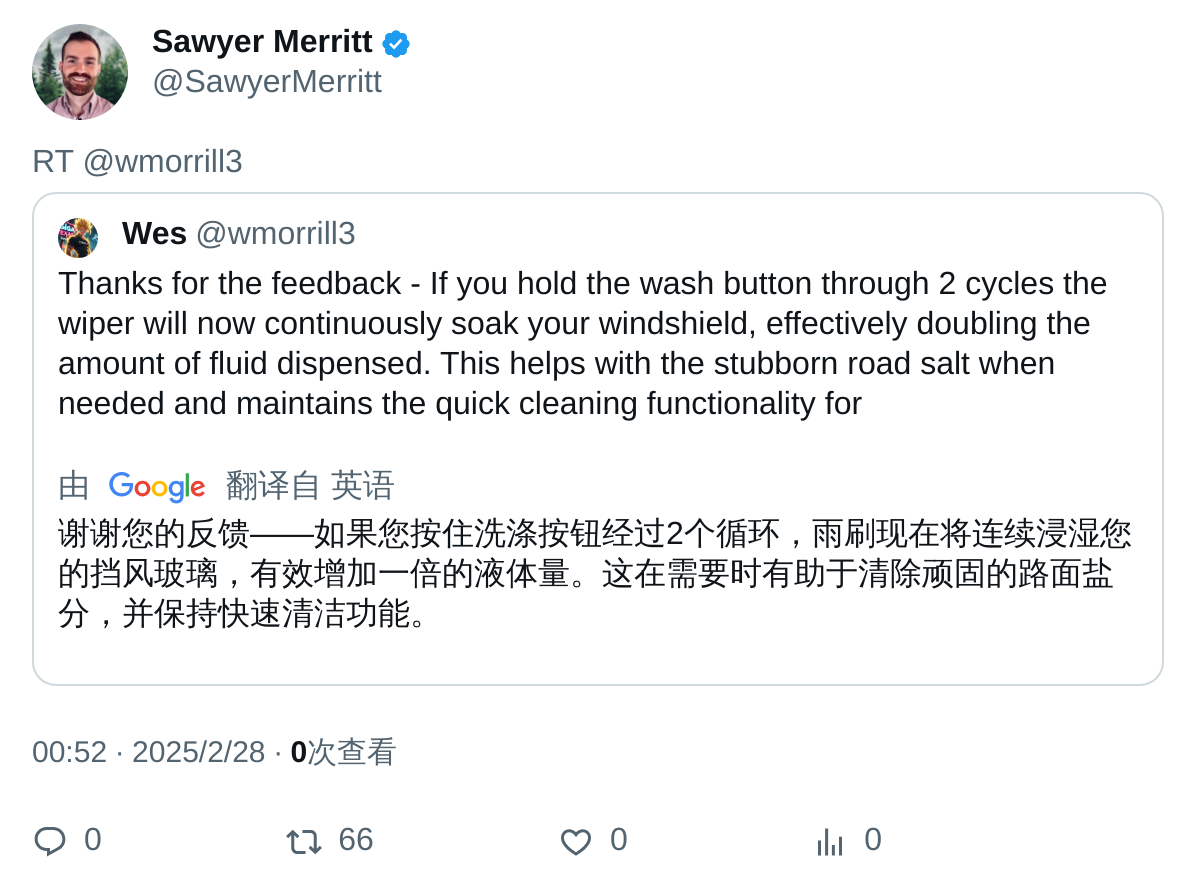 Sawyer Merritt
@SawyerMerritt
RT @wmorrill3
Wes @wmorrill3
Thanks for the feedback - If you hold the wash button through 2 cycles the
wiper will now continuously soak your windshield, effectively doubling the
amount of fluid dispensed. This helps with the stubborn road salt when
needed and maintains the quick cleaning functionality for
由 Google 翻译自 英语
谢谢您的反馈——如果您按住洗涤按钮经过2个循环，雨刷现在将连续浸湿您
的挡风玻璃，有效增加一倍的液体量。这在需要时有助于清除顽固的路面盐
分，并保持快速清洁功能。
00:52 · 2025/2/28 · 0次查看
0 66 0 0